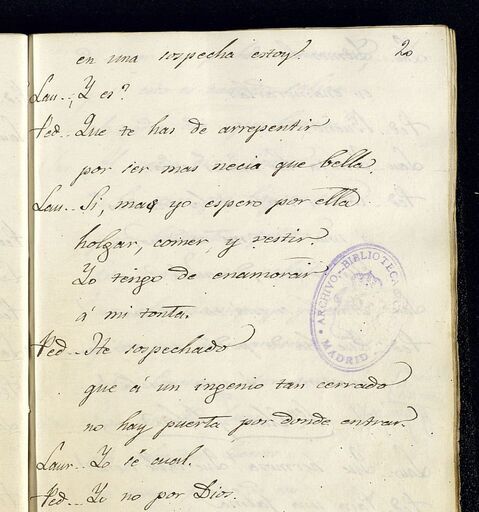 20
en una sospecha estoy.
Lau.. ¿Y es?
Ped.. Que te has de arrepentir
por ser mas necia que bella.
Lau.. Si, mas yo espero por ella
holgar, comer, y vestir.
Yo tengo de enamorar
á mi tonta.
Ped.. He sospechado
que á un ingenio tan cerrado
no hay puerta por donde entrar.
Laur.. Yo sé cual.
Ped.. Yo no por Dios.
ARCHIVO-BIBLIOTECA
MADRID